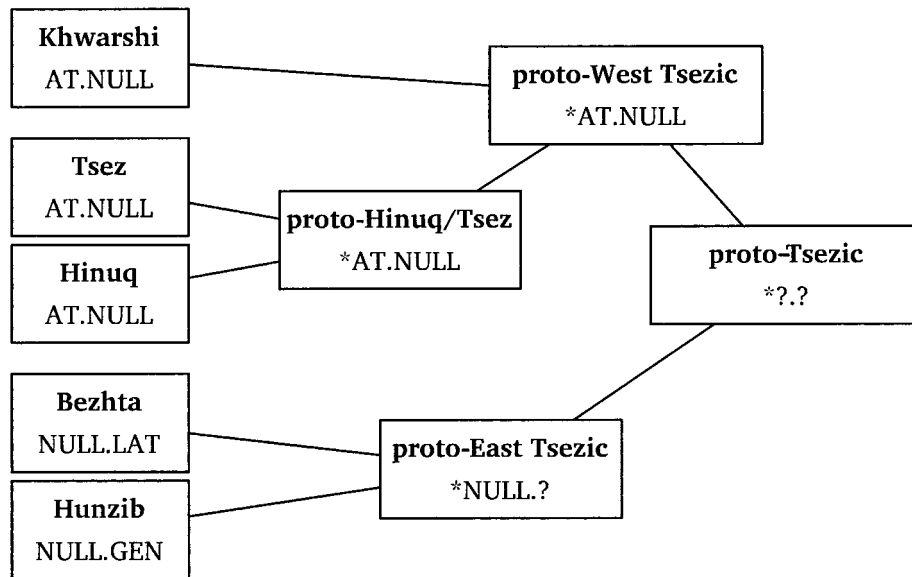 Khwarshi
AT.NULL
proto-West Tsezic
*AT.NULL
Tsez
AT.NULL
proto-Hinuq/Tsez
*AT.NULL
Hinuq
AT.NULL
proto-Tsezic
*?.?
Bezhta
NULL.LAT
proto-East Tsezic
*NULL.?
Hunzib
NULL.GEN